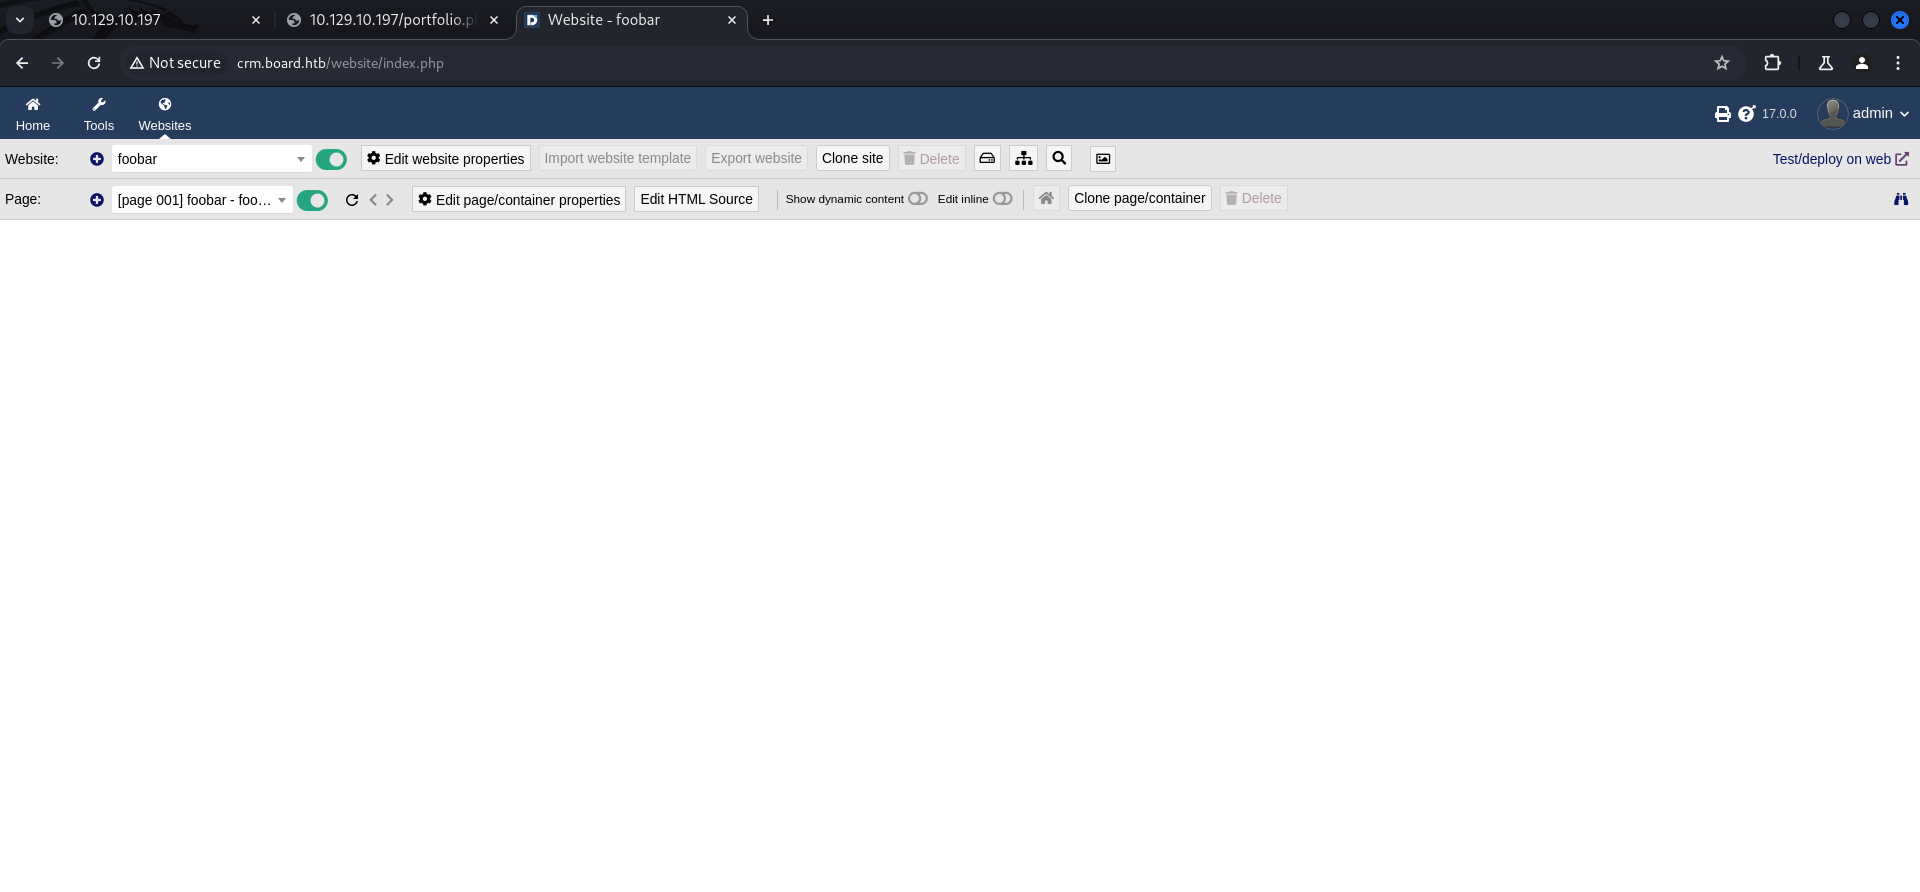 10.129.10.197 10.129.10.197/portfolio.p Website - foobar
Not secure crm.board.htb/website/index.php
Home Tools Websites 17.0.0 admin
Website: foobar Edit website properties Import website template Export website Clone site Delete Test/deploy on web
Page: [page 001] foobar - foo... Edit page/container properties Edit HTML Source Show dynamic content Edit inline Clone page/container Delete